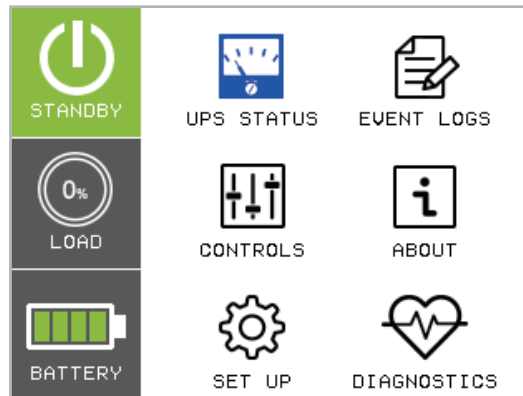 STANDBY
0%
LOAD
BATTERY
UPS STATUS
EVENT LOGS
CONTROLS
ABOUT
SET UP
DIAGNOSTICS